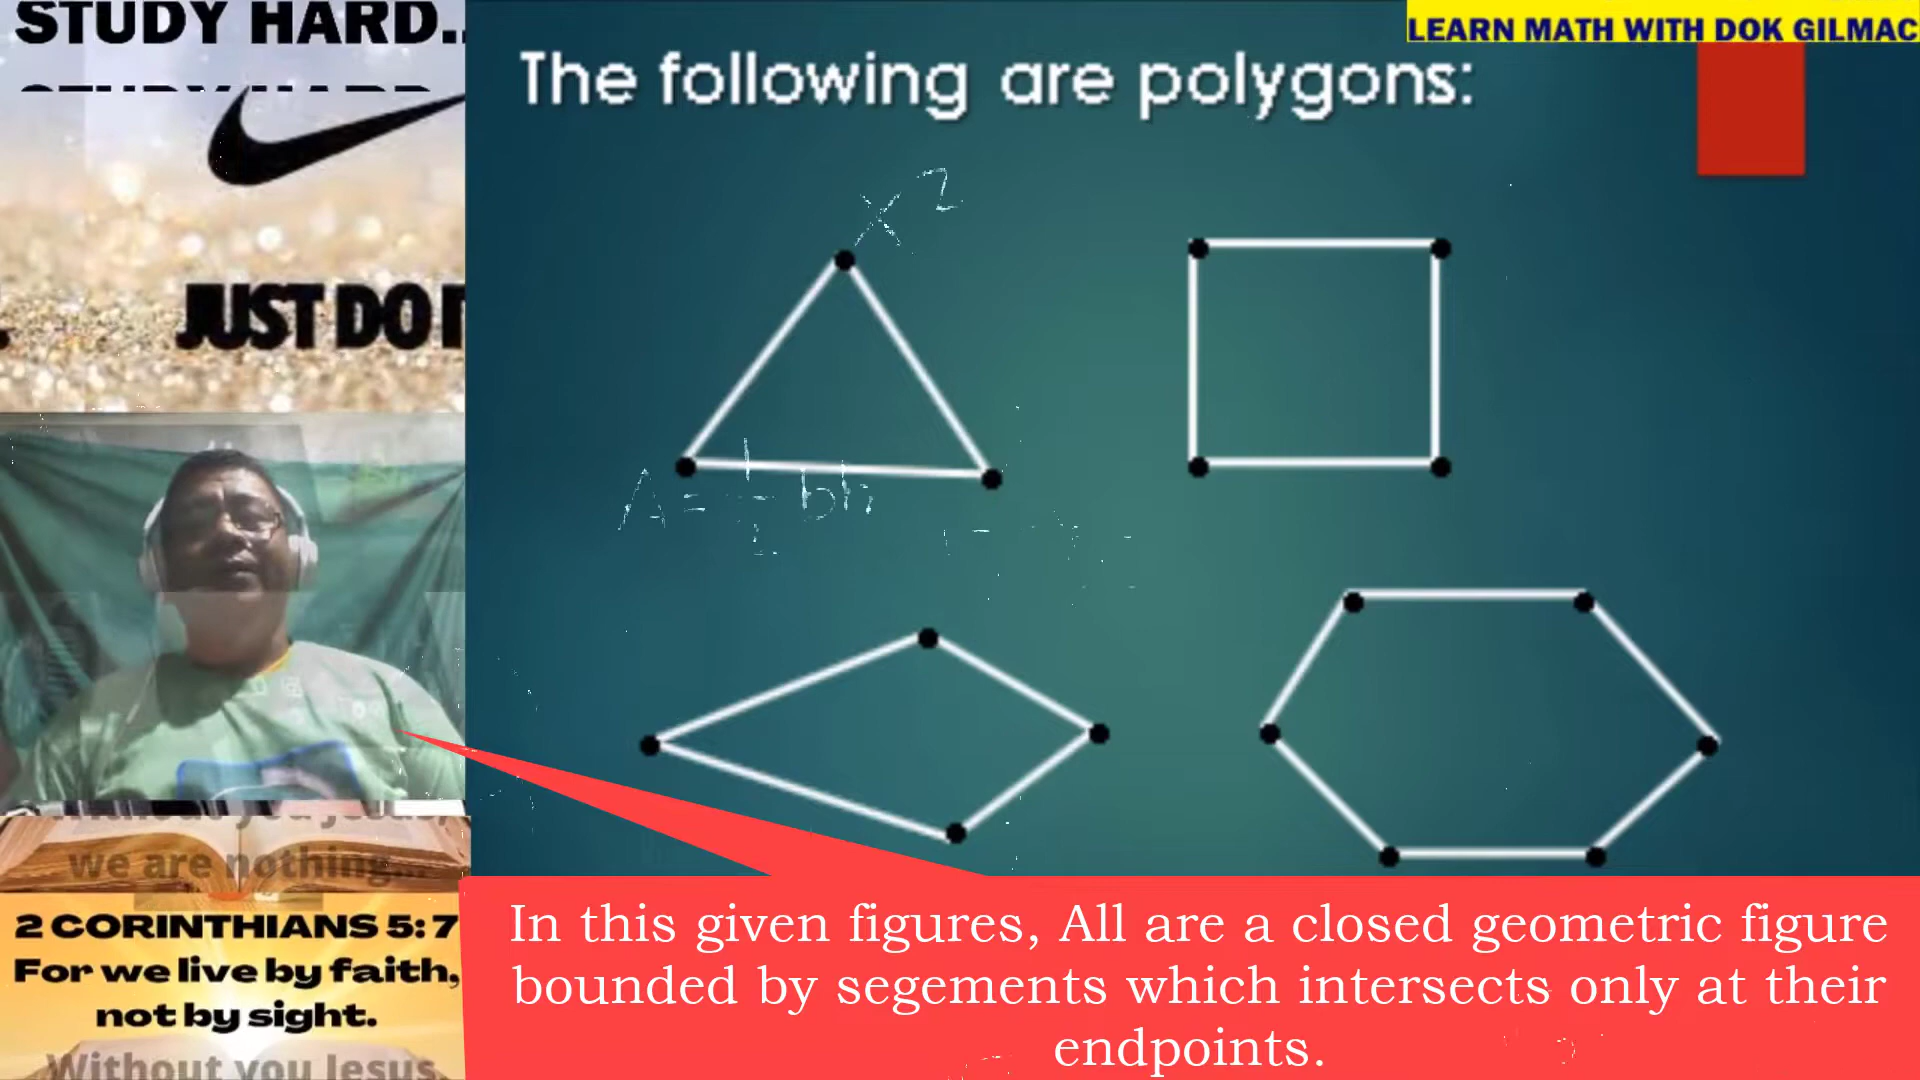 STUDY HARD..
JUST DO I
we are nothing...
2 CORINTHIANS 5:7
For we live by faith,
not by sight.
Without you Jesus,
LEARN MATH WITH DOK GILMAC
The following are polygons:
x²
A = 1/2 bh
In this given figures, All are a closed geometric figure
bounded by segements which intersects only at their
endpoints.